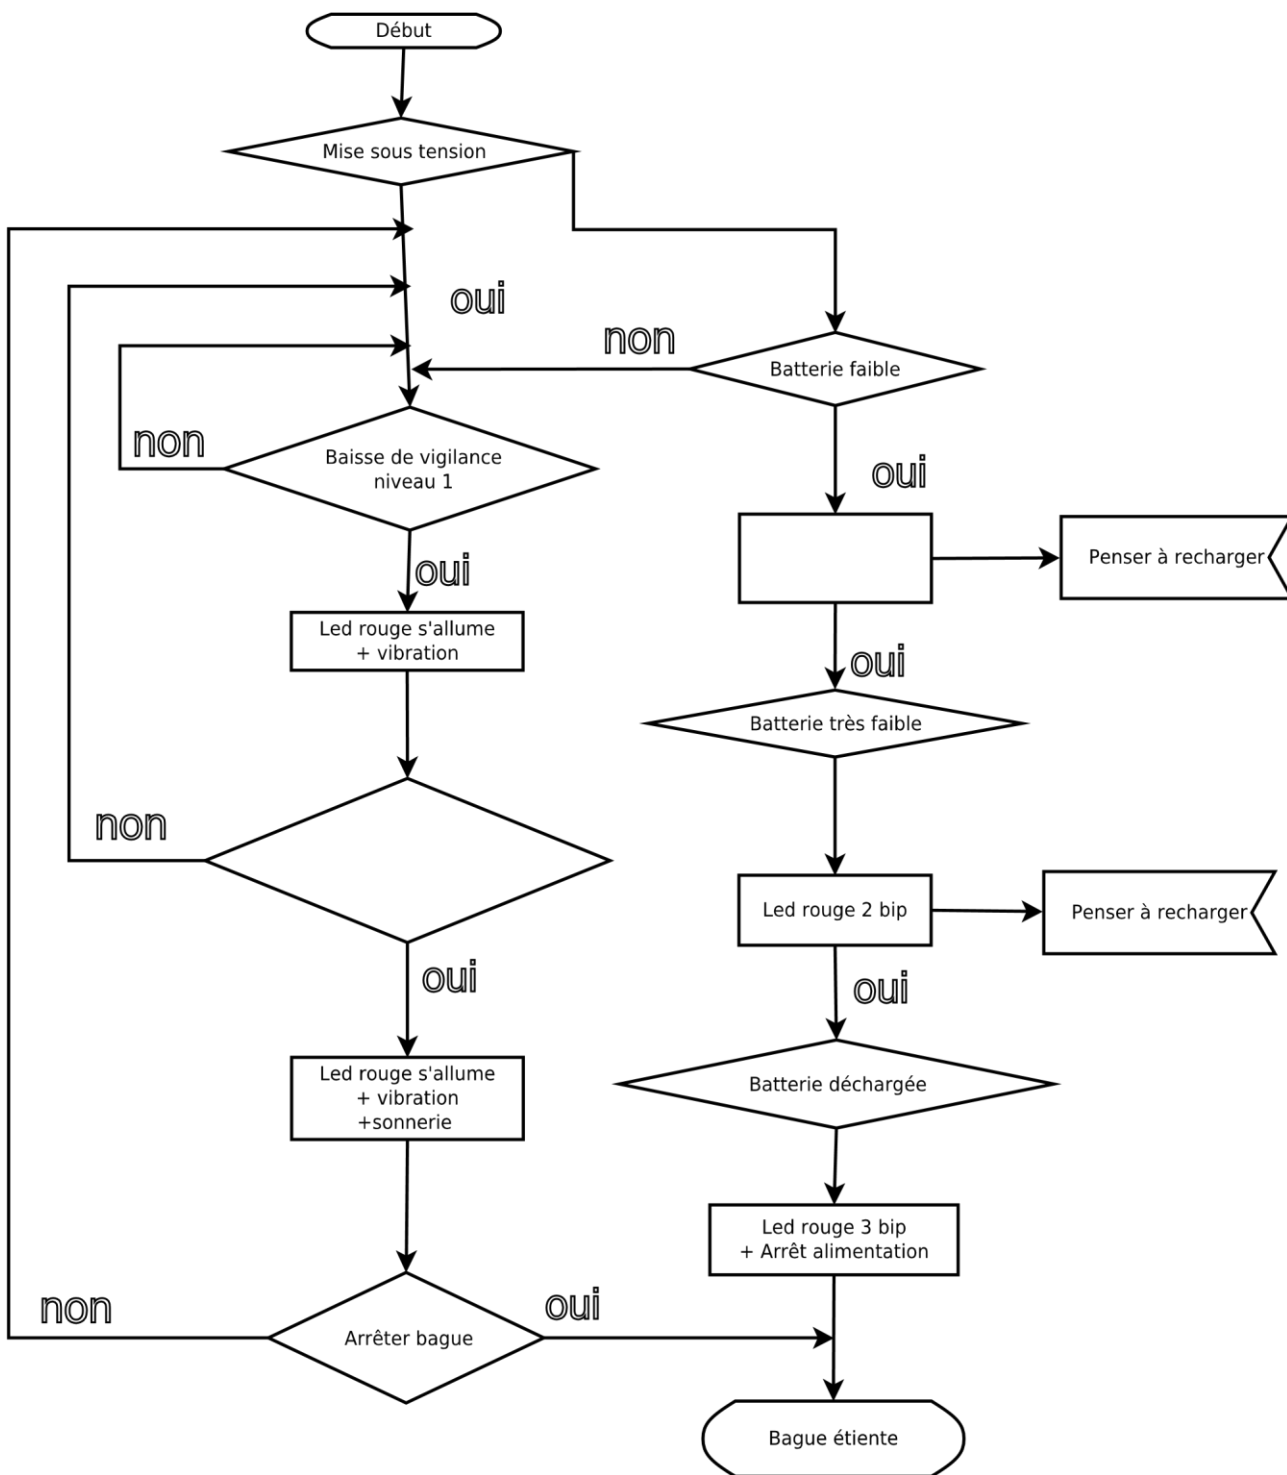 Début
Mise sous tension
oui
non
Batterie faible
non
Baisse de vigilance
niveau 1
oui
oui
Penser à recharger
Led rouge s'allume
+ vibration
oui
Batterie très faible
non
Led rouge 2 bip
Penser à recharger
oui
oui
Led rouge s'allume
+ vibration
+sonnerie
Batterie déchargée
Led rouge 3 bip
+ Arrêt alimentation
non
oui
Arrêter bague
Bague étiente